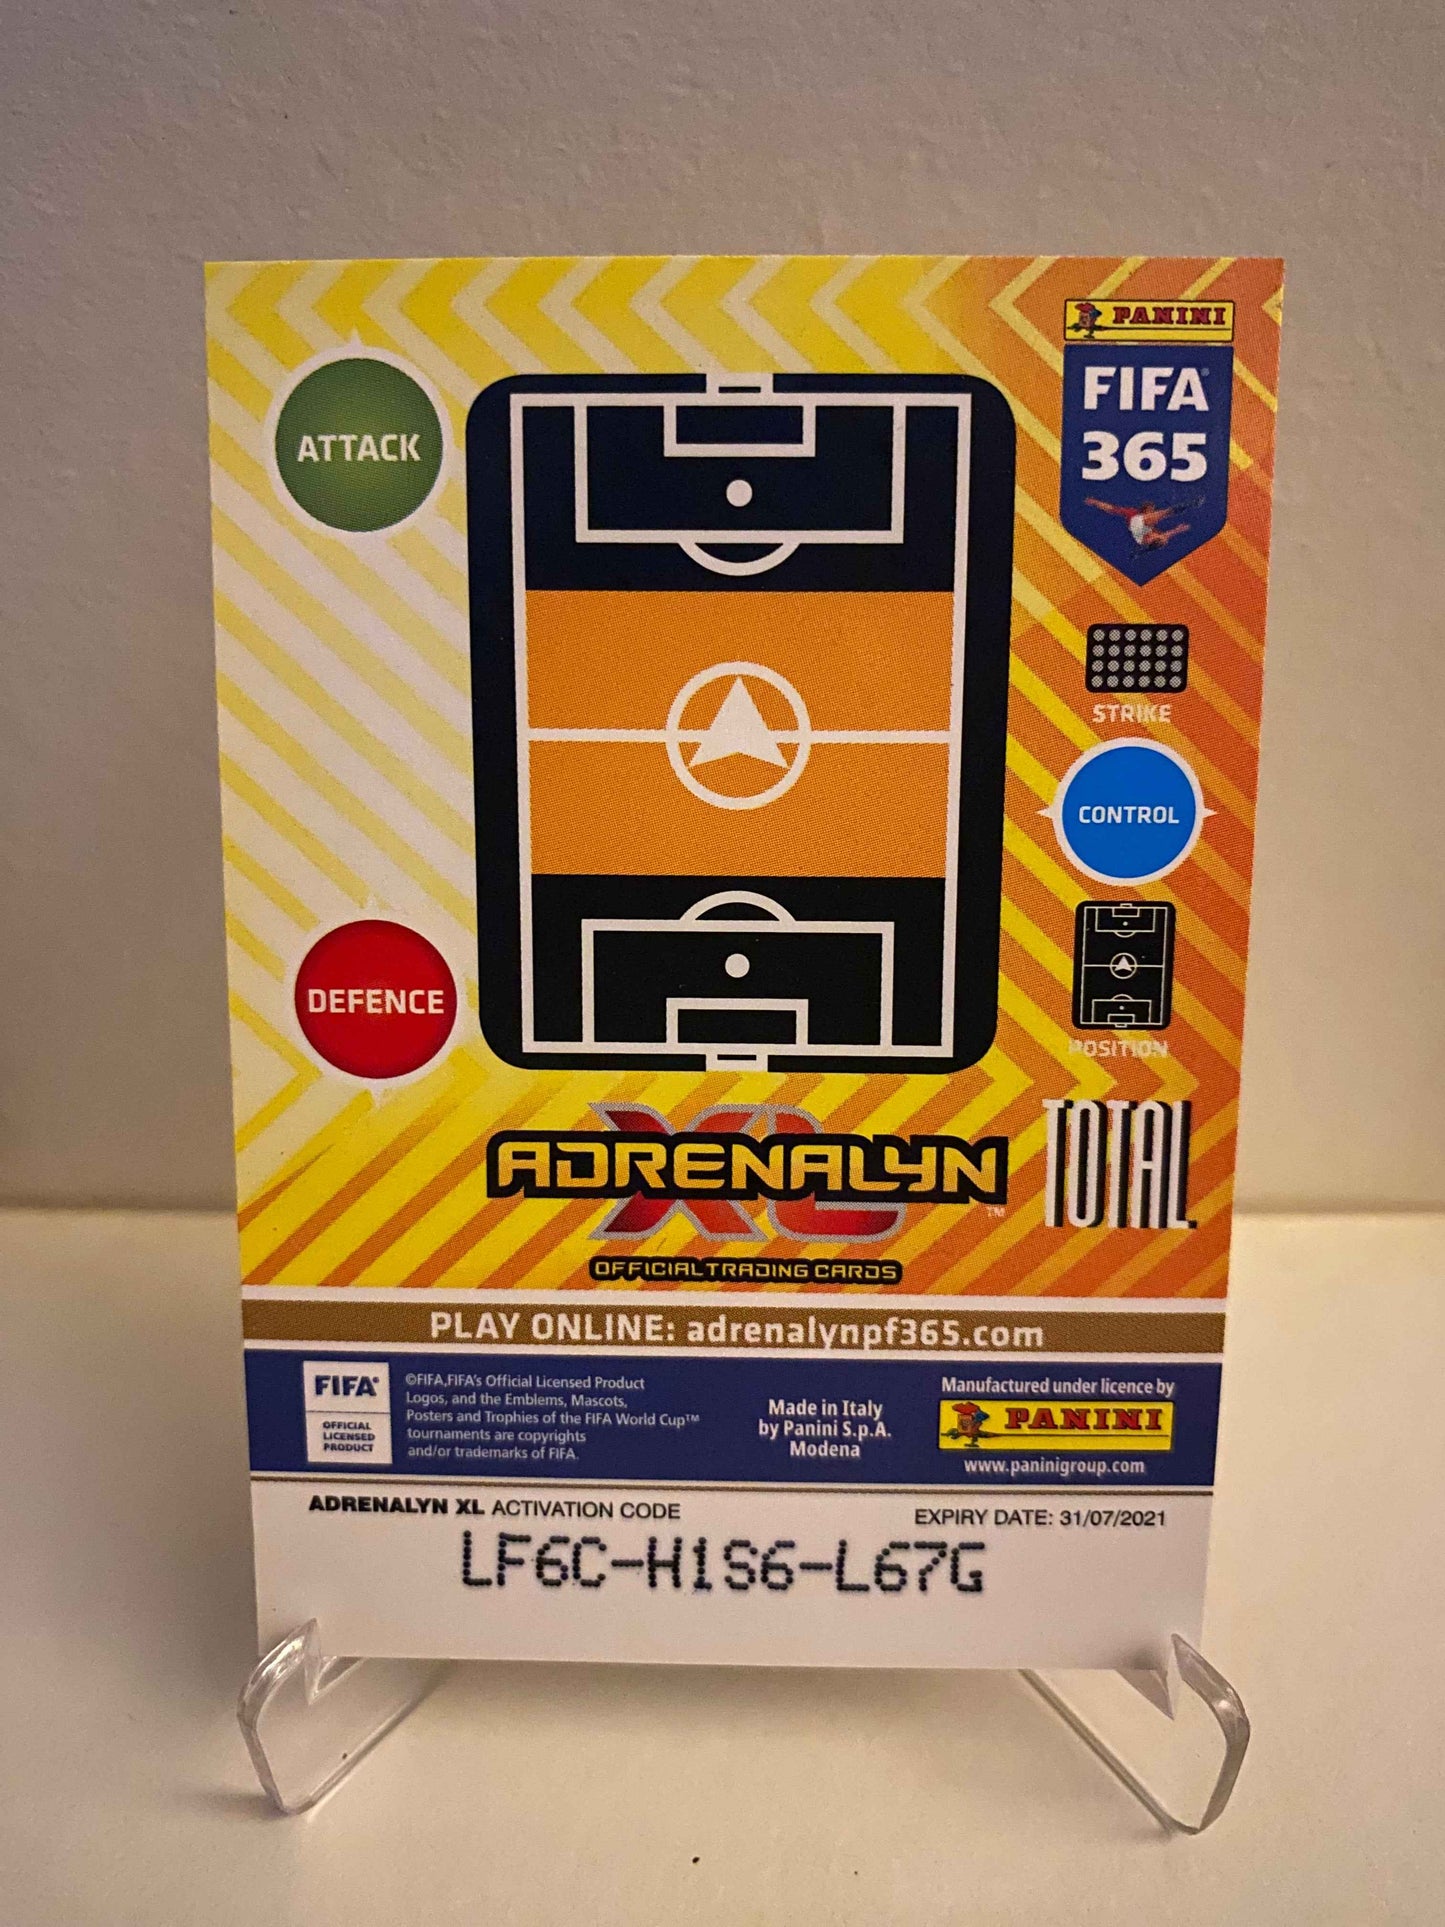 PANINI
FIFA
365
ATTACK
STRIKE
CONTROL
DEFENCE
POSITION
TOTAL
ADRENALYN
XL
™
OFFICIAL TRADING CARDS
PLAY ONLINE: adrenalynpf365.com
FIFA®
OFFICIAL
LICENSED
PRODUCT
©FIFA,FIFA's Official Licensed Product
Logos, and the Emblems, Mascots,
Posters and Trophies of the FIFA World Cup™
tournaments are copyrights
and/or trademarks of FIFA.
Made in Italy
by Panini S.p.A.
Modena
Manufactured under licence by
PANINI
www.paninigroup.com
ADRENALYN XL ACTIVATION CODE
EXPIRY DATE: 31/07/2021
LF6C-H1S6-L67G